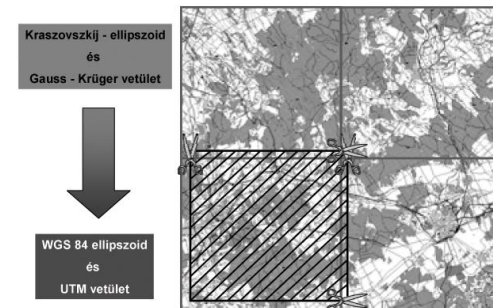 Kraszovszkij - ellipszoid
és
Gauss - Krüger vetület
WGS 84 ellipszoid
és
UTM vetület